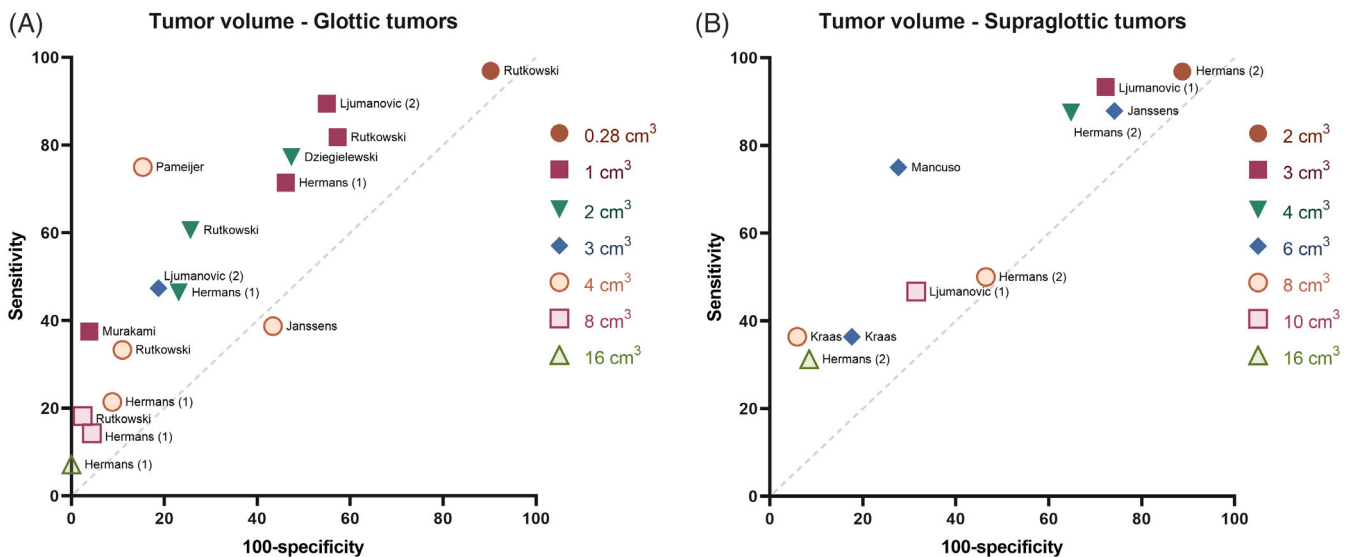 (A)
Tumor volume - Glottic tumors
100
80
60
40
20
0
Sensitivity
Rutkowski
Ljumanovic (2)
Rutkowski
Dziegielewski
Pameijer
Hermans (1)
Rutkowski
Ljumanovic (2)
Hermans (1)
Murakami
Janssens
Rutkowski
Hermans (1)
Rutkowski
Hermans (1)
Hermans (1)
0
20
40
60
80
100
100-specificity
0.28 cm³
1 cm³
2 cm³
3 cm³
4 cm³
8 cm³
16 cm³
(B)
Tumor volume - Supraglottic tumors
100
80
60
40
20
0
Sensitivity
Hermans (2)
Ljumanovic (1)
Janssens
Hermans (2)
Mancuso
Hermans (2)
Ljumanovic (1)
Kraas
Kraas
Hermans (2)
0
20
40
60
80
100
100-specificity
2 cm³
3 cm³
4 cm³
6 cm³
8 cm³
10 cm³
16 cm³